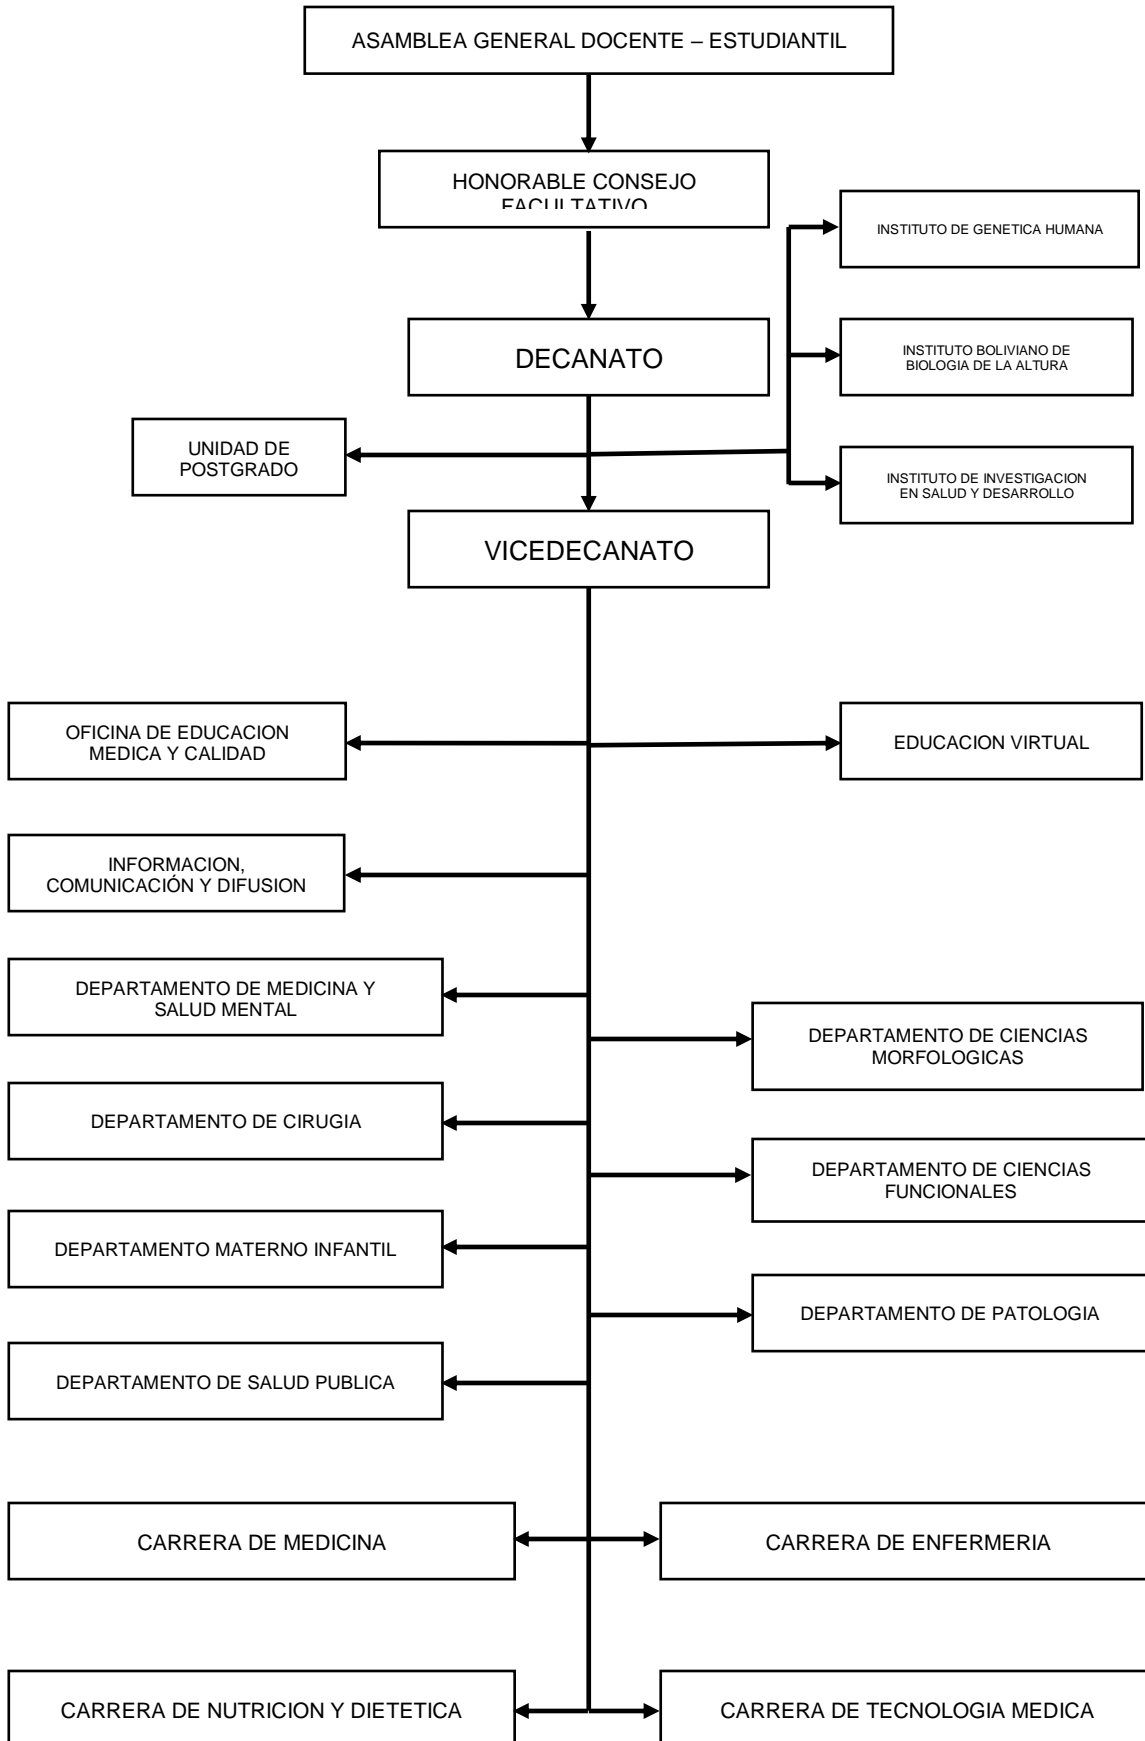 ASAMBLEA GENERAL DOCENTE – ESTUDIANTIL
HONORABLE CONSEJO
FACULTATIVO
INSTITUTO DE GENETICA HUMANA
DECANATO
INSTITUTO BOLIVIANO DE
BIOLOGIA DE LA ALTURA
UNIDAD DE
POSTGRADO
INSTITUTO DE INVESTIGACION
EN SALUD Y DESARROLLO
VICEDECANATO
OFICINA DE EDUCACION
MEDICA Y CALIDAD
EDUCACION VIRTUAL
INFORMACION,
COMUNICACIÓN Y DIFUSION
DEPARTAMENTO DE MEDICINA Y
SALUD MENTAL
DEPARTAMENTO DE CIENCIAS
MORFOLOGICAS
DEPARTAMENTO DE CIRUGIA
DEPARTAMENTO DE CIENCIAS
FUNCIONALES
DEPARTAMENTO MATERNO INFANTIL
DEPARTAMENTO DE PATOLOGIA
DEPARTAMENTO DE SALUD PUBLICA
CARRERA DE MEDICINA
CARRERA DE ENFERMERIA
CARRERA DE NUTRICION Y DIETETICA
CARRERA DE TECNOLOGIA MEDICA